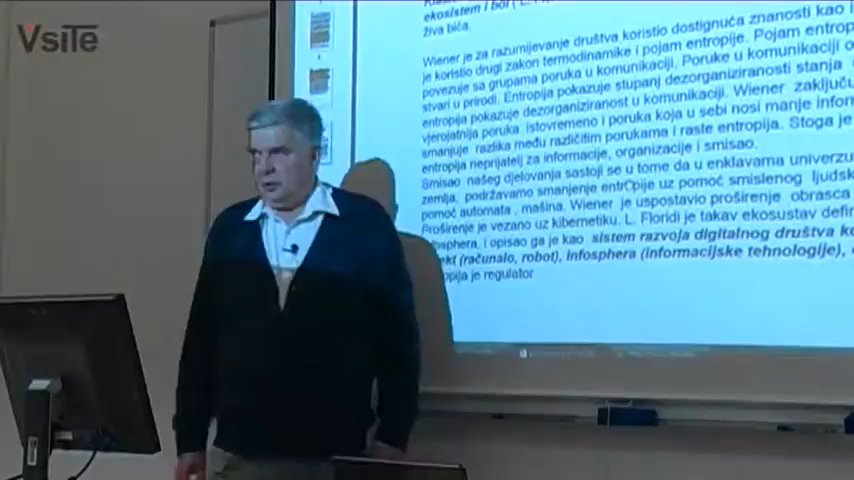 VsiTe
ekosistem i bol ( L. 
živa bića.
Wiener je za razumijevanje društva koristio dostignuća znanosti kao i
je koristio drugi zakon termodinamike i pojam entropije. Pojam entrop
povezuje sa grupama poruka u komunikaciji. Poruke u komunikaciji o
stvari u prirodi. Entropija pokazuje stupanj dezorganiziranosti stanja
entropija pokazuje dezorganiziranost u komunikaciji. Wiener zaključu
vjerojatnija poruka istovremeno i poruka koja u sebi nosi manje infor
smanjuje razlika među različitim porukama i raste entropija. Stoga je
entropija neprijatelj za informacije, organizacije i smisao.
Smisao našeg djelovanja sastoji se u tome da u enklavama univerzu
zemlja, podržavamo smanjenje entropije uz pomoć smislenog ljudsk
pomoć automata , mašina. Wiener je uspostavio proširenje obrasca
Proširenje je vezano uz kibernetiku. L. Floridi je takav ekosustav defin
nfosphera, i opisao ga je kao sistem razvoja digitalnog društva ko
ekt (računalo, robot), infosphera (informacijske tehnologije),
opija je regulator